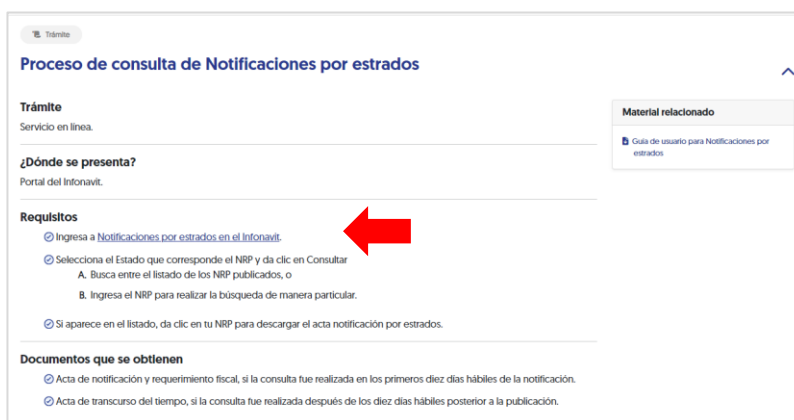 Trámite
Proceso de consulta de Notificaciones por estrados
Trámite
Servicio en línea.
¿Dónde se presenta?
Portal del Infonavit.
Requisitos
Ingresa a Notificaciones por estrados en el Infonavit.
Selecciona el Estado que corresponde el NRP y da clic en Consultar
A. Busca entre el listado de los NRP publicados, o
B. Ingresa el NRP para realizar la búsqueda de manera particular.
Si aparece en el listado, da clic en tu NRP para descargar el acta notificación por estrados.
Documentos que se obtienen
Acta de notificación y requerimiento fiscal, si la consulta fue realizada en los primeros diez días hábiles de la notificación.
Acta de transcurso del tiempo, si la consulta fue realizada después de los diez días hábiles posterior a la publicación.
Material relacionado
Guía de usuario para Notificaciones por
estrados